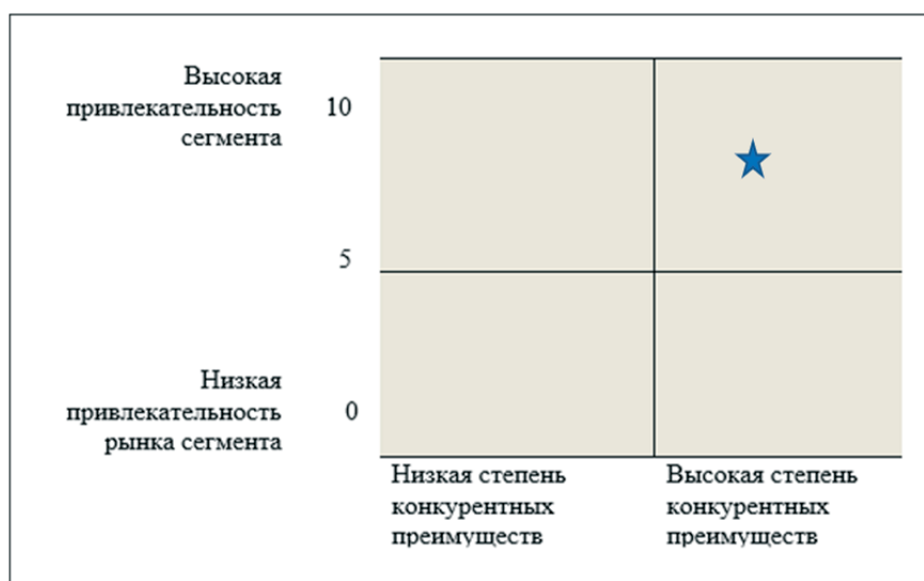 Высокая
привлекательность
сегмента
10
5
Низкая
привлекательность
рынка сегмента
0
Низкая степень
конкурентных
преимуществ
Высокая степень
конкурентных
преимуществ